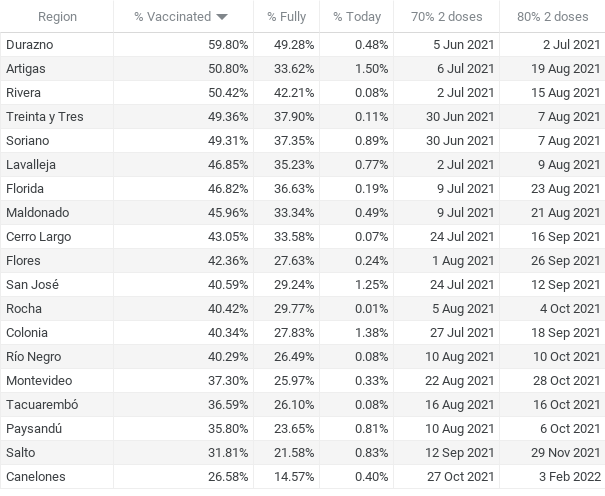 Region % Vaccinated % Fully % Today 70% 2 doses 80% 2 doses
Durazno 59.80% 49.28% 0.48% 5 Jun 2021 2 Jul 2021
Artigas 50.80% 33.62% 1.50% 6 Jul 2021 19 Aug 2021
Rivera 50.42% 42.21% 0.08% 2 Jul 2021 15 Aug 2021
Treinta y Tres 49.36% 37.90% 0.11% 30 Jun 2021 7 Aug 2021
Soriano 49.31% 37.35% 0.89% 30 Jun 2021 7 Aug 2021
Lavalleja 46.85% 35.23% 0.77% 2 Jul 2021 9 Aug 2021
Florida 46.82% 36.63% 0.19% 9 Jul 2021 23 Aug 2021
Maldonado 45.96% 33.34% 0.49% 9 Jul 2021 21 Aug 2021
Cerro Largo 43.05% 33.58% 0.07% 24 Jul 2021 16 Sep 2021
Flores 42.36% 27.63% 0.24% 1 Aug 2021 26 Sep 2021
San José 40.59% 29.24% 1.25% 24 Jul 2021 12 Sep 2021
Rocha 40.42% 29.77% 0.01% 5 Aug 2021 4 Oct 2021
Colonia 40.34% 27.83% 1.38% 27 Jul 2021 18 Sep 2021
Río Negro 40.29% 26.49% 0.08% 10 Aug 2021 10 Oct 2021
Montevideo 37.30% 25.97% 0.33% 22 Aug 2021 28 Oct 2021
Tacuarembó 36.59% 26.10% 0.08% 16 Aug 2021 16 Oct 2021
Paysandú 35.80% 23.65% 0.81% 10 Aug 2021 6 Oct 2021
Salto 31.81% 21.58% 0.83% 12 Sep 2021 29 Nov 2021
Canelones 26.58% 14.57% 0.40% 27 Oct 2021 3 Feb 2022